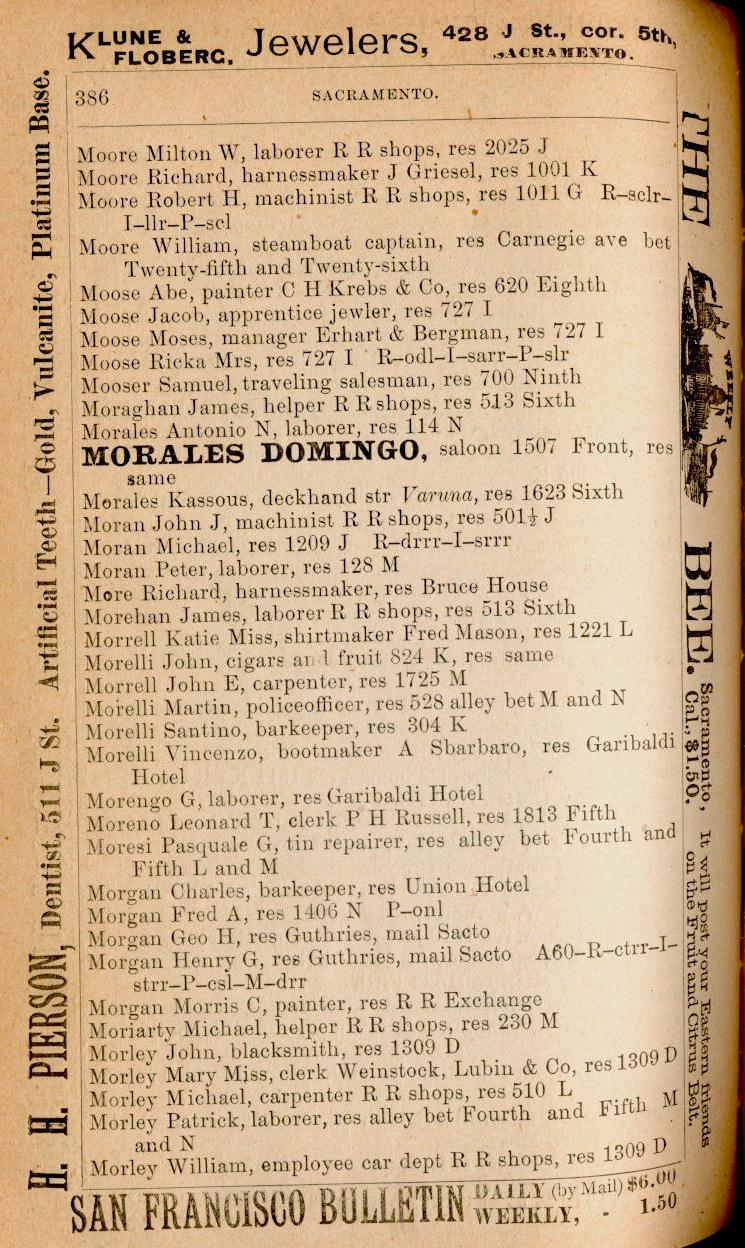 KLUNE & FLOBERG. Jewelers, 428 J St., cor. 5th, SACRAMENTO.
386 SACRAMENTO.
Moore Milton W, laborer R R shops, res 2025 J
Moore Richard, harnessmaker J Griesel, res 1001 K
Moore Robert H, machinist R R shops, res 1011 G R–sclr–
I–llr–P–scl
Moore William, steamboat captain, res Carnegie ave bet
Twenty-fifth and Twenty-sixth
Moose Abe, painter C H Krebs & Co, res 620 Eighth
Moose Jacob, apprentice jewler, res 727 I
Moose Moses, manager Erhart & Bergman, res 727 I
Moose Ricka Mrs, res 727 I R–odl–I–sarr–P–slr
Mooser Samuel, traveling salesman, res 700 Ninth
Moraghan James, helper R R shops, res 513 Sixth
Morales Antonio N, laborer, res 114 N
MORALES DOMINGO, saloon 1507 Front, res
same
Morales Kassous, deckhand str Varuna, res 1623 Sixth
Moran John J, machinist R R shops, res 501½ J
Moran Michael, res 1209 J R–drrr–I–srrr
Moran Peter, laborer, res 128 M
More Richard, harnessmaker, res Bruce House
Morehan James, laborer R R shops, res 513 Sixth
Morrell Katie Miss, shirtmaker Fred Mason, res 1221 L
Morelli John, cigars and fruit 824 K, res same
Morrell John E, carpenter, res 1725 M
Morelli Martin, policeofficer, res 528 alley bet M and N
Morelli Santino, barkeeper, res 304 K
Morelli Vincenzo, bootmaker A Sbarbaro, res Garibaldi
Hotel
Morengo G, laborer, res Garibaldi Hotel
Moreno Leonard T, clerk P H Russell, res 1813 Fifth
Moresi Pasquale G, tin repairer, res alley bet Fourth and
Fifth L and M
Morgan Charles, barkeeper, res Union Hotel
Morgan Fred A, res 1406 N P–onl
Morgan Geo H, res Guthries, mail Sacto
Morgan Henry G, res Guthries, mail Sacto A60–R–ctrr–I–
strr–P–csl–M–drr
Morgan Morris C, painter, res R R Exchange
Moriarty Michael, helper R R shops, res 230 M
Morley John, blacksmith, res 1309 D
Morley Mary Miss, clerk Weinstock, Lubin & Co, res 1309 D
Morley Michael, carpenter R R shops, res 510 L
Morley Patrick, laborer, res alley bet Fourth and Fifth M
and N
Morley William, employee car dept R R shops, res 1309 D
SAN FRANCISCO BULLETIN DAILY (by Mail) $6.00
WEEKLY, - 1.50
H. H. PIERSON, Dentist, 511 J St. Artificial Teeth—Gold, Vulcanite, Platinum Base.
THE WEEKLY BEE. Sacramento, Cal., $1.50.
It will post your Eastern friends
on the Fruit and Citrus Belt.